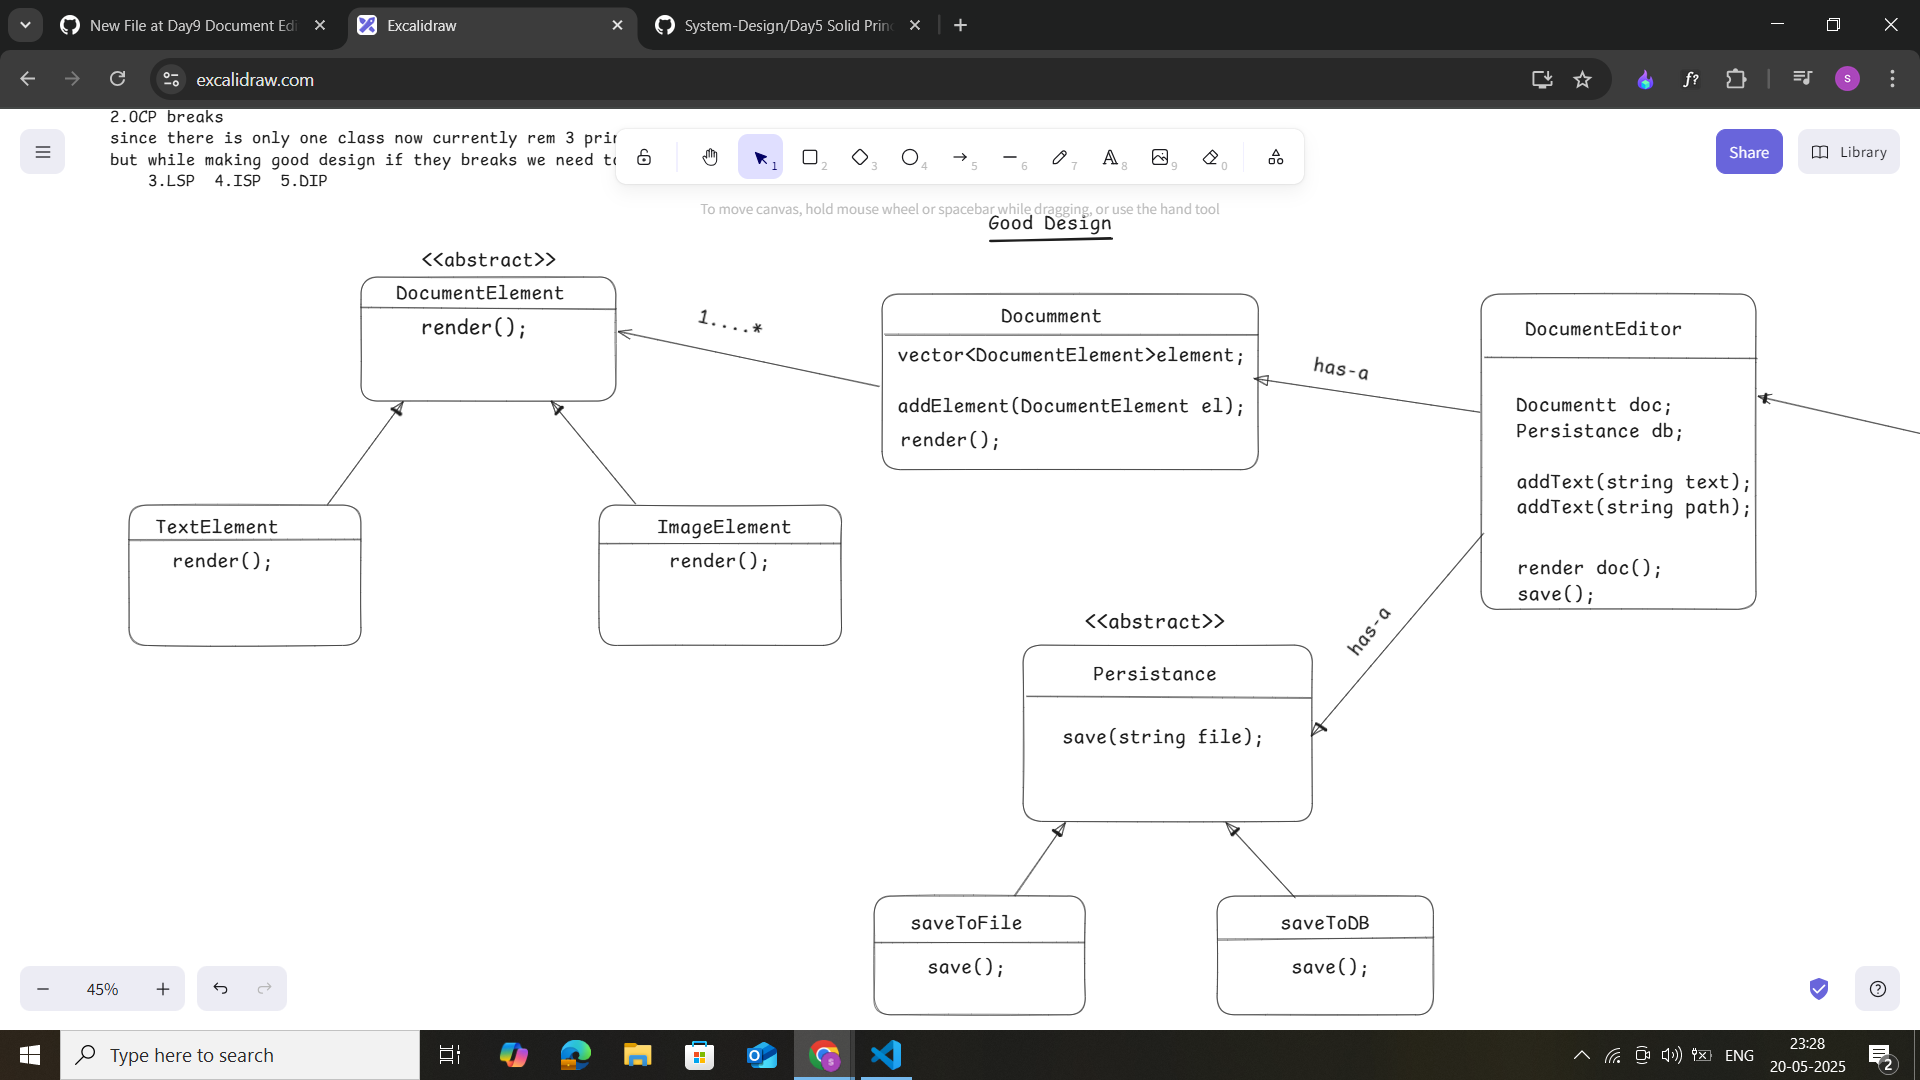 New File at Day9 Document Edi
Excalidraw
System-Design/Day5 Solid Prin
excalidraw.com
f?
s
2.OCP breaks
since there is only one class now currently rem 3 prin
but while making good design if they breaks we need to
3.LSP 4.ISP 5.DIP
1 2 3 4 5 6 7 8 9 0
Share
Library
To move canvas, hold mouse wheel or spacebar while dragging, or use the hand tool
Good Design
<<abstract>>
DocumentElement
render();
1....*
Documment
vector<DocumentElement>element;
addElement(DocumentElement el);
render();
has-a
DocumentEditor
Documentt doc;
Persistance db;
addText(string text);
addText(string path);
render doc();
save();
TextElement
render();
ImageElement
render();
has-a
<<abstract>>
Persistance
save(string file);
saveToFile
save();
saveToDB
save();
45%
Type here to search
ENG
23:28
20-05-2025
2